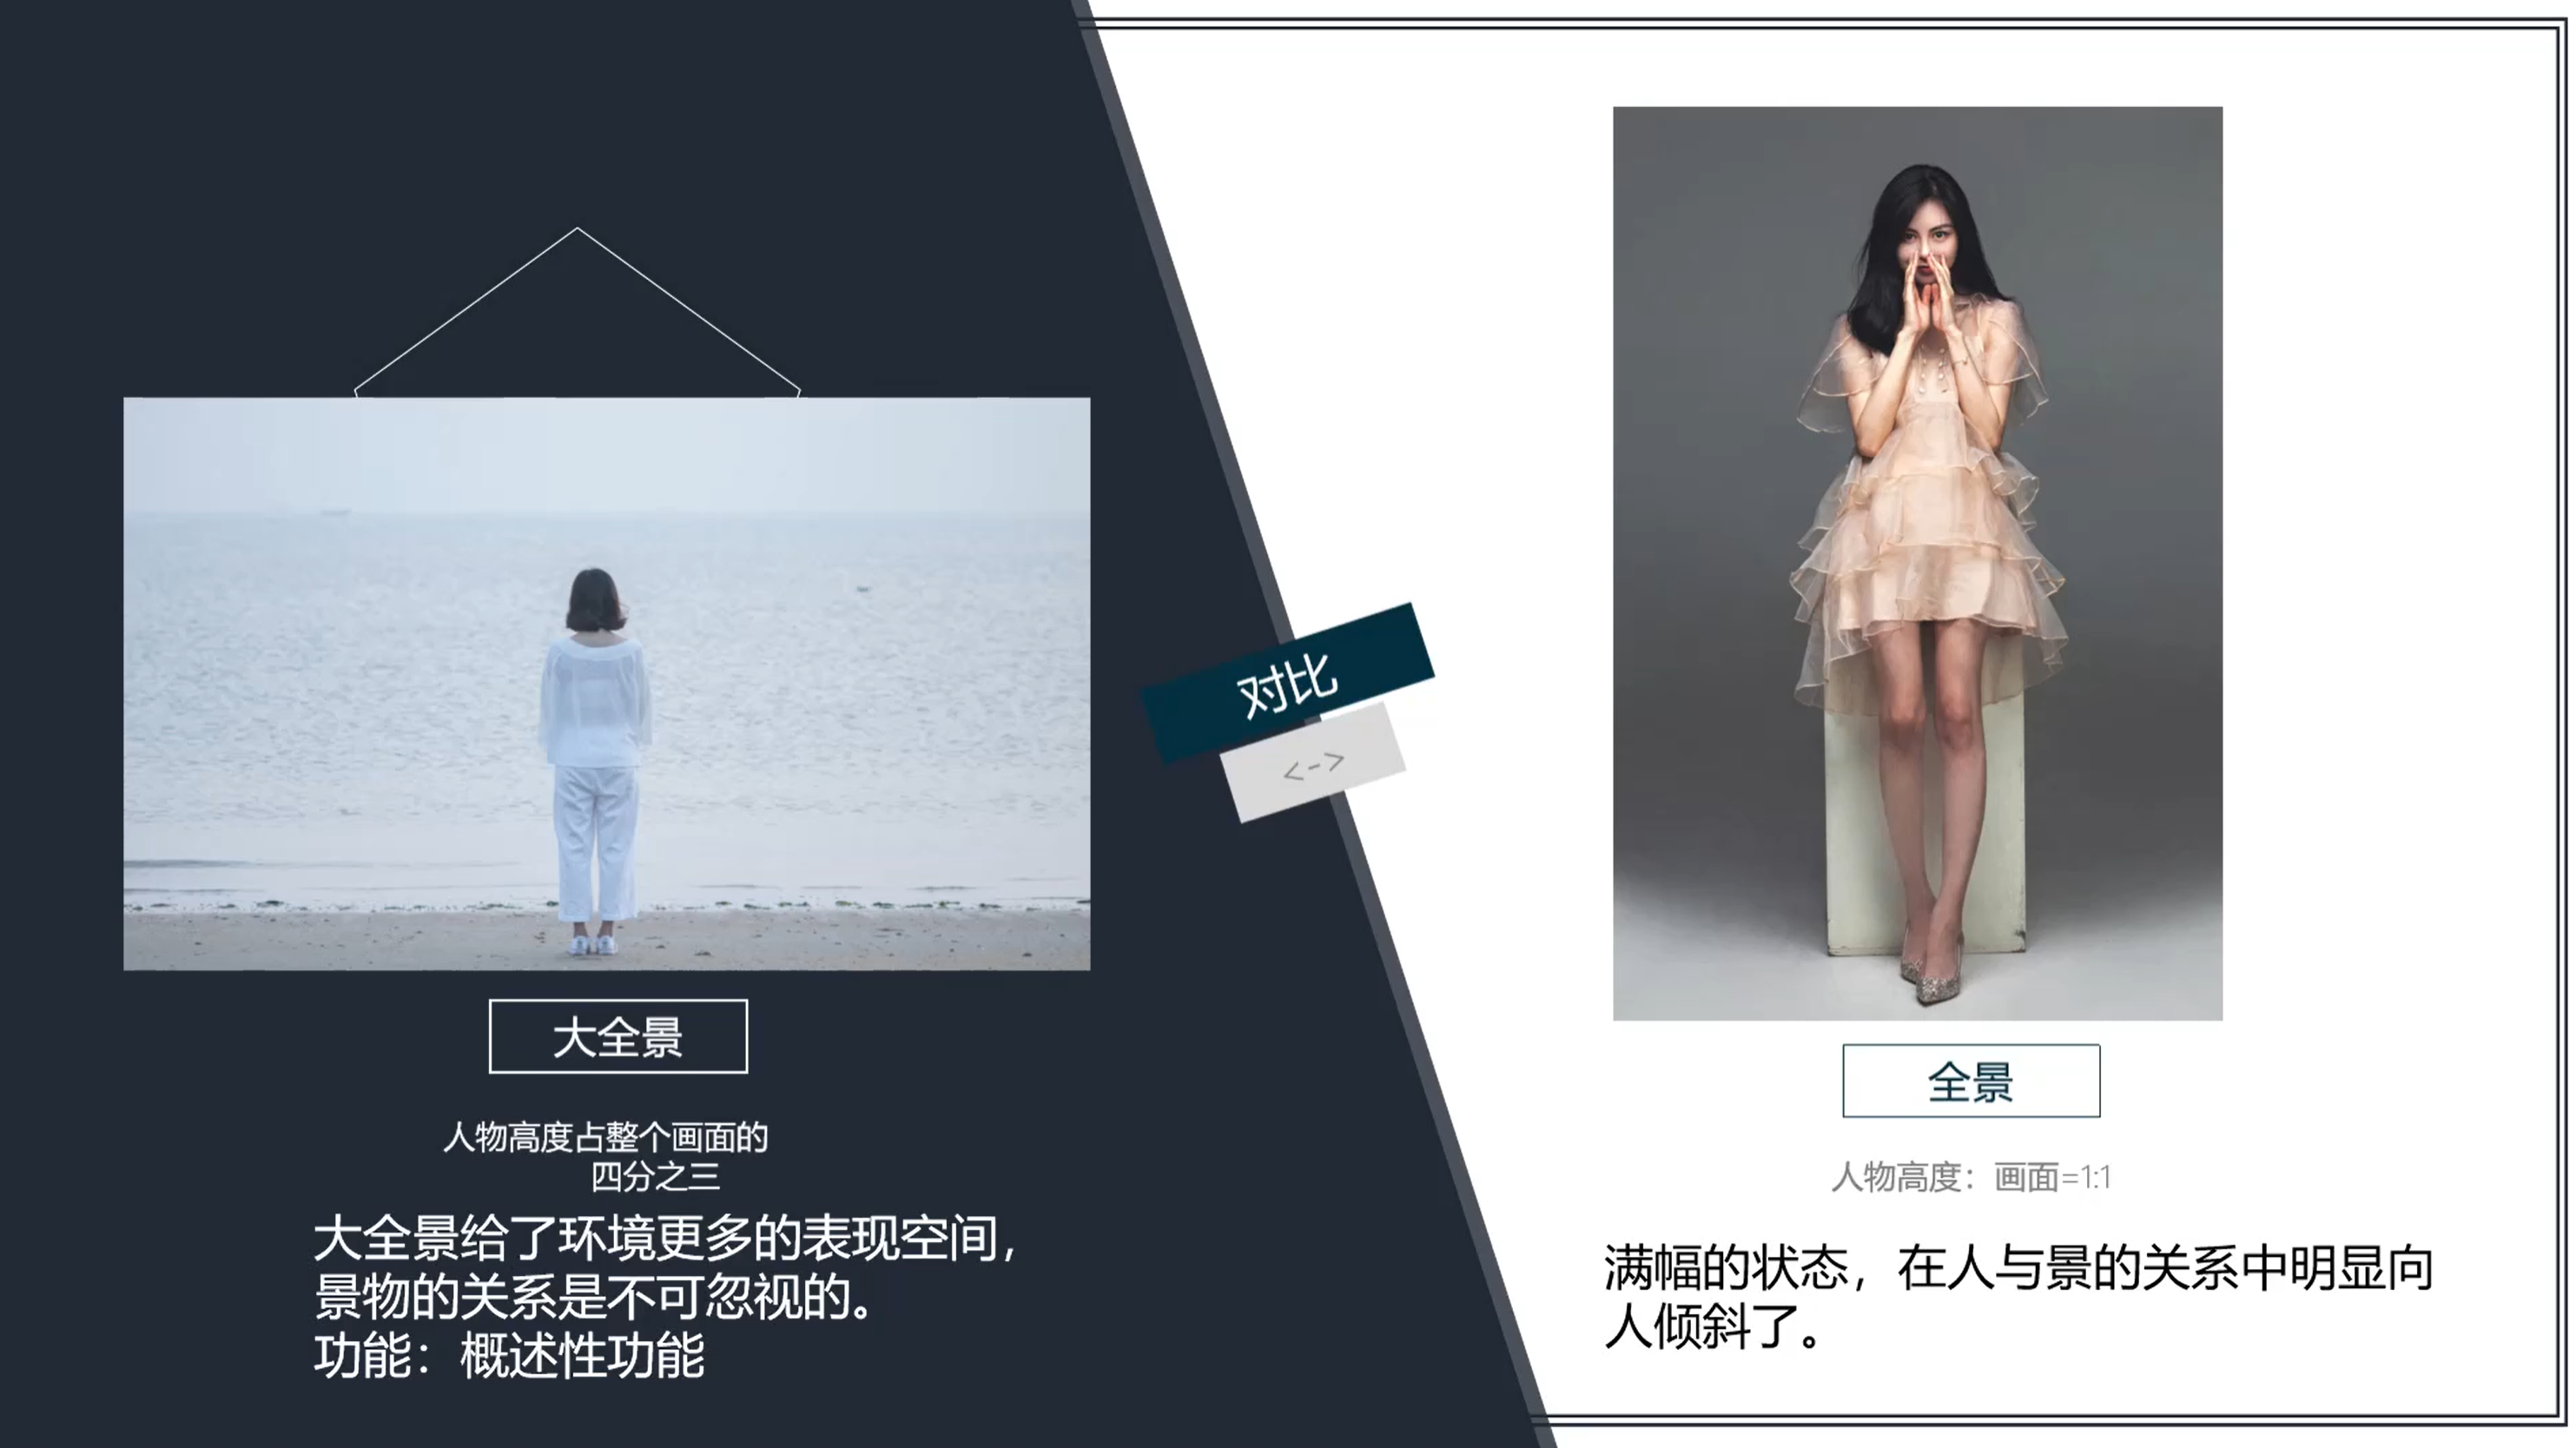 对比
<->
大全景
人物高度占整个画面的
四分之三
大全景给了环境更多的表现空间，
景物的关系是不可忽视的。
功能：概述性功能
全景
人物高度：画面=1:1
满幅的状态，在人与景的关系中明显向
人倾斜了。